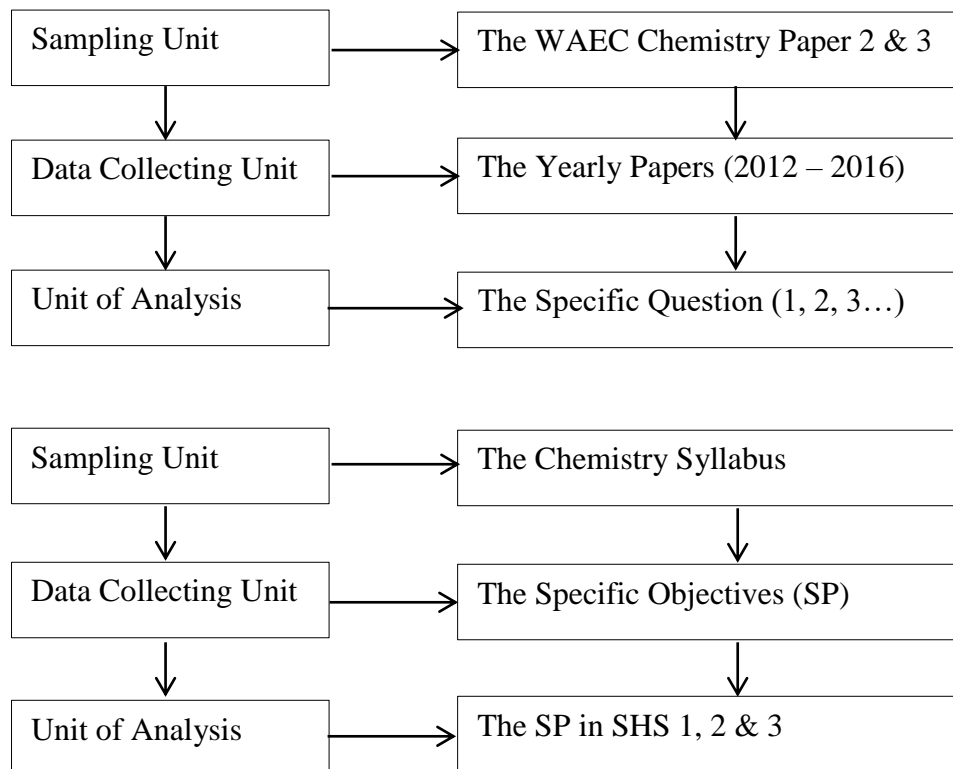 Sampling Unit
The WAEC Chemistry Paper 2 & 3
Data Collecting Unit
The Yearly Papers (2012 – 2016)
Unit of Analysis
The Specific Question (1, 2, 3…)
Sampling Unit
The Chemistry Syllabus
Data Collecting Unit
The Specific Objectives (SP)
Unit of Analysis
The SP in SHS 1, 2 & 3